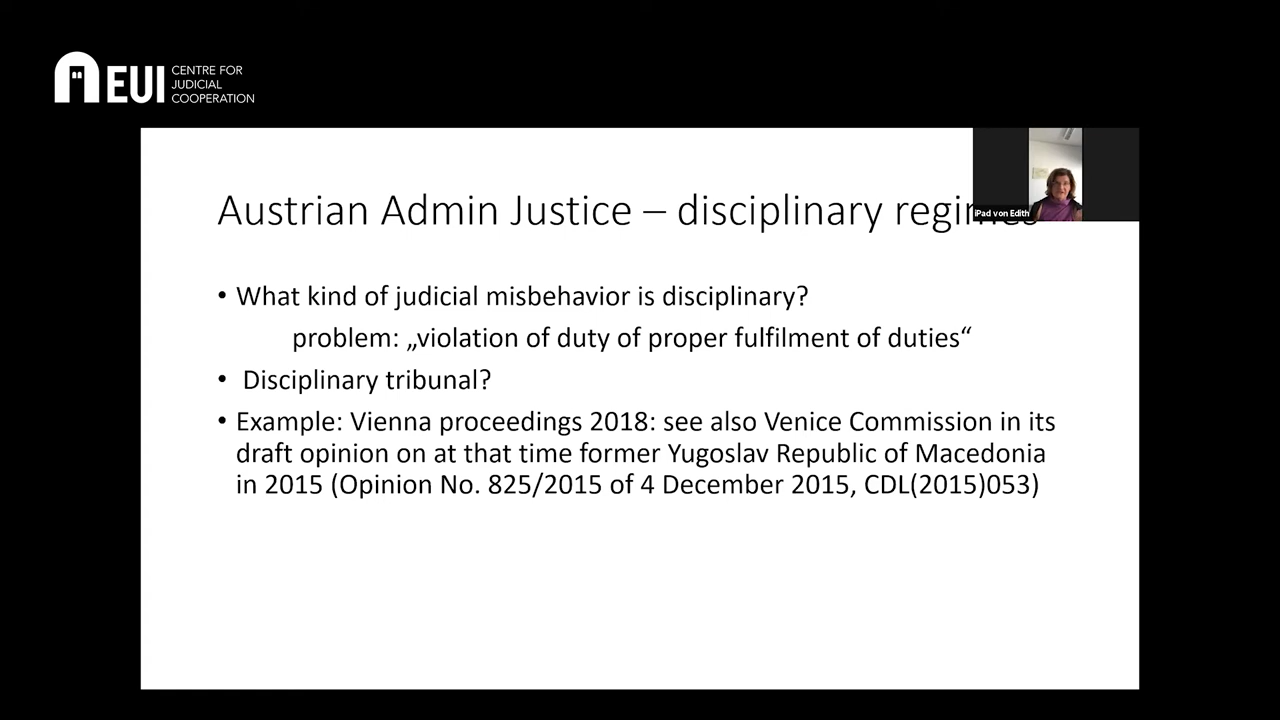 EUI
CENTRE FOR
JUDICIAL
COOPERATION
iPad von Edith
Austrian Admin Justice – disciplinary regimes
• What kind of judicial misbehavior is disciplinary?
problem: „violation of duty of proper fulfilment of duties“
• Disciplinary tribunal?
• Example: Vienna proceedings 2018: see also Venice Commission in its
draft opinion on at that time former Yugoslav Republic of Macedonia
in 2015 (Opinion No. 825/2015 of 4 December 2015, CDL(2015)053)